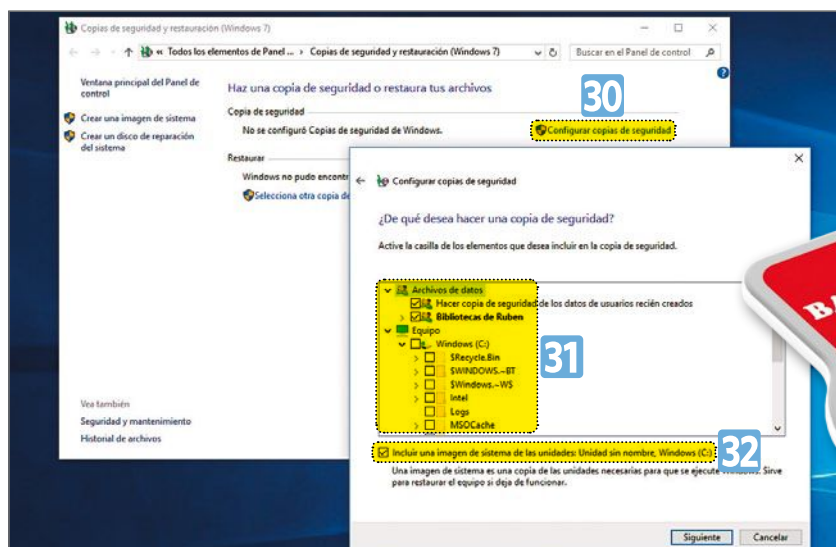 Copias de seguridad y restauración (Windows 7)
« Todos los elementos de Panel ... › Copias de seguridad y restauración (Windows 7)
Buscar en el Panel de control
Ventana principal del Panel de
control
Crear una imagen de sistema
Crear un disco de reparación
del sistema
Haz una copia de seguridad o restaura tus archivos
Copia de seguridad
30
No se configuró Copias de seguridad de Windows.
Configurar copias de seguridad
Restaurar
Windows no pudo encontr
Selecciona otra copia de
Vea también
Seguridad y mantenimiento
Historial de archivos
Configurar copias de seguridad
¿De qué desea hacer una copia de seguridad?
Active la casilla de los elementos que desea incluir en la copia de seguridad.
Archivos de datos
Hacer copia de seguridad de los datos de usuarios recién creados
Bibliotecas de Ruben
Equipo
Windows (C:)
$Recycle.Bin
$WINDOWS.~BT
$Windows.~WS
Intel
Logs
MSOCache
31
Incluir una imagen de sistema de las unidades: Unidad sin nombre, Windows (C:)
32
Una imagen de sistema es una copia de las unidades necesarias para que se ejecute Windows. Sirve
para restaurar el equipo si deja de funcionar.
Siguiente
Cancelar